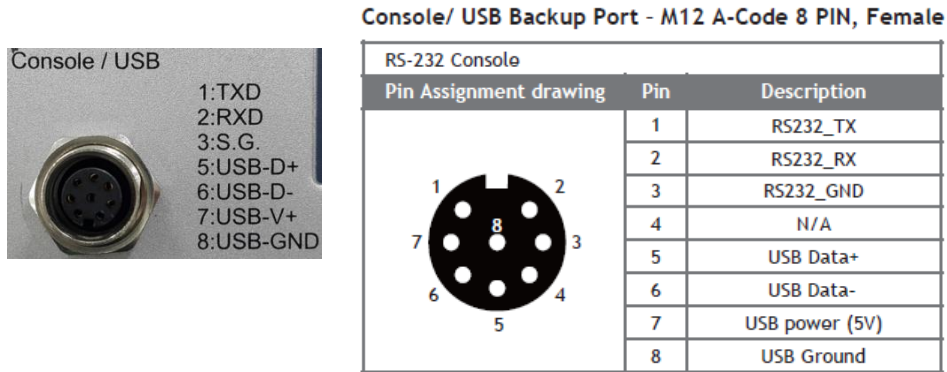 Console/ USB Backup Port - M12 A-Code 8 PIN, Female
Console / USB
1:TXD
2:RXD
3:S.G.
5:USB-D+
6:USB-D-
7:USB-V+
8:USB-GND
RS-232 Console
Pin Assignment drawing Pin Description
1 RS232_TX
2 RS232_RX
3 RS232_GND
4 N/A
5 USB Data+
6 USB Data-
7 USB power (5V)
8 USB Ground
1 2
8
7 3
6 4
5